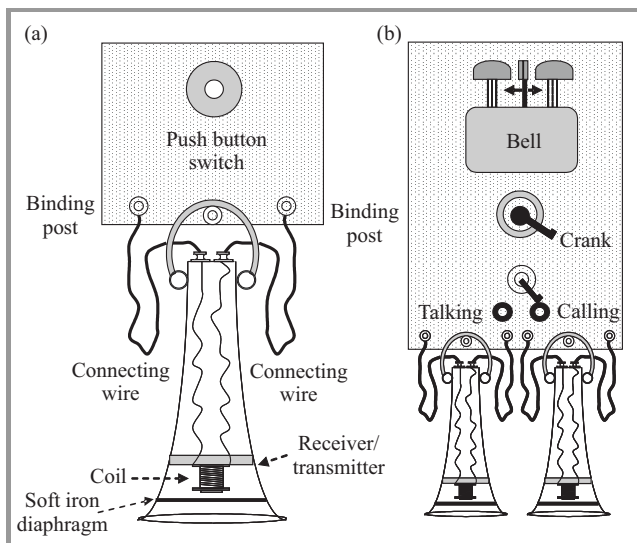 (a)
Push button
switch
Binding
post
Binding
post
Connecting
wire
Connecting
wire
Receiver/
transmitter
Coil
Soft iron
diaphragm
(b)
Bell
Crank
Talking
Calling